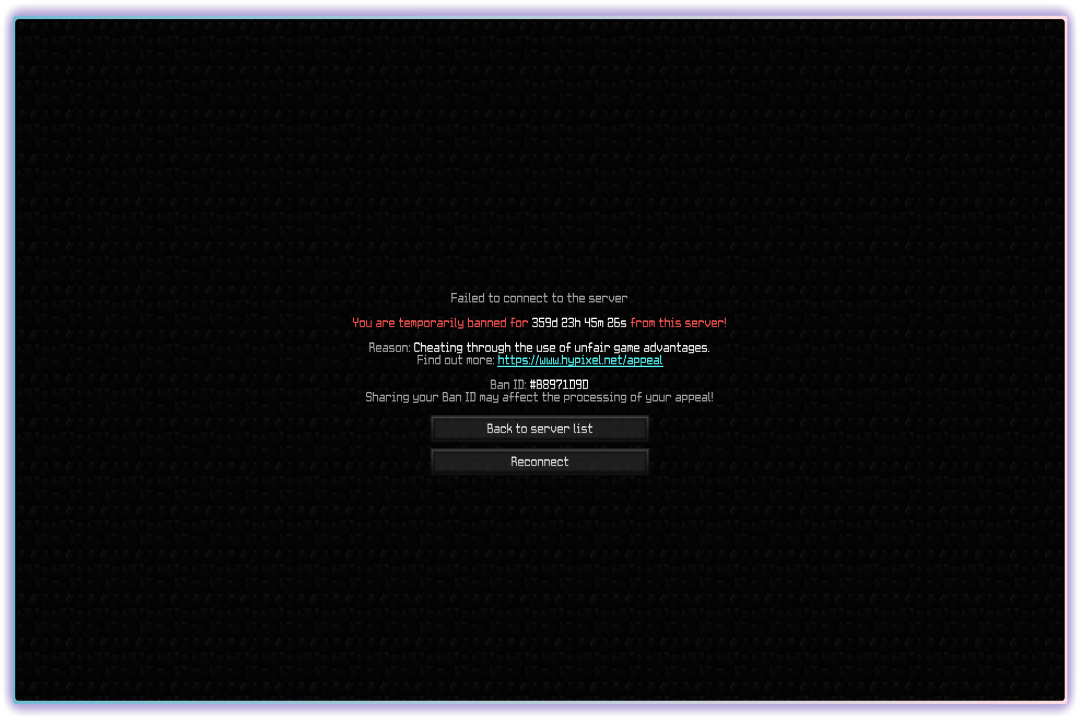 Failed to connect to the server
You are temporarily banned for 359d 23h 45m 26s from this server!
Reason: Cheating through the use of unfair game advantages.
Find out more: https://www.hypixel.net/appeal
Ban ID: #B8971D9D
Sharing your Ban ID may affect the processing of your appeal!
Back to server list
Reconnect